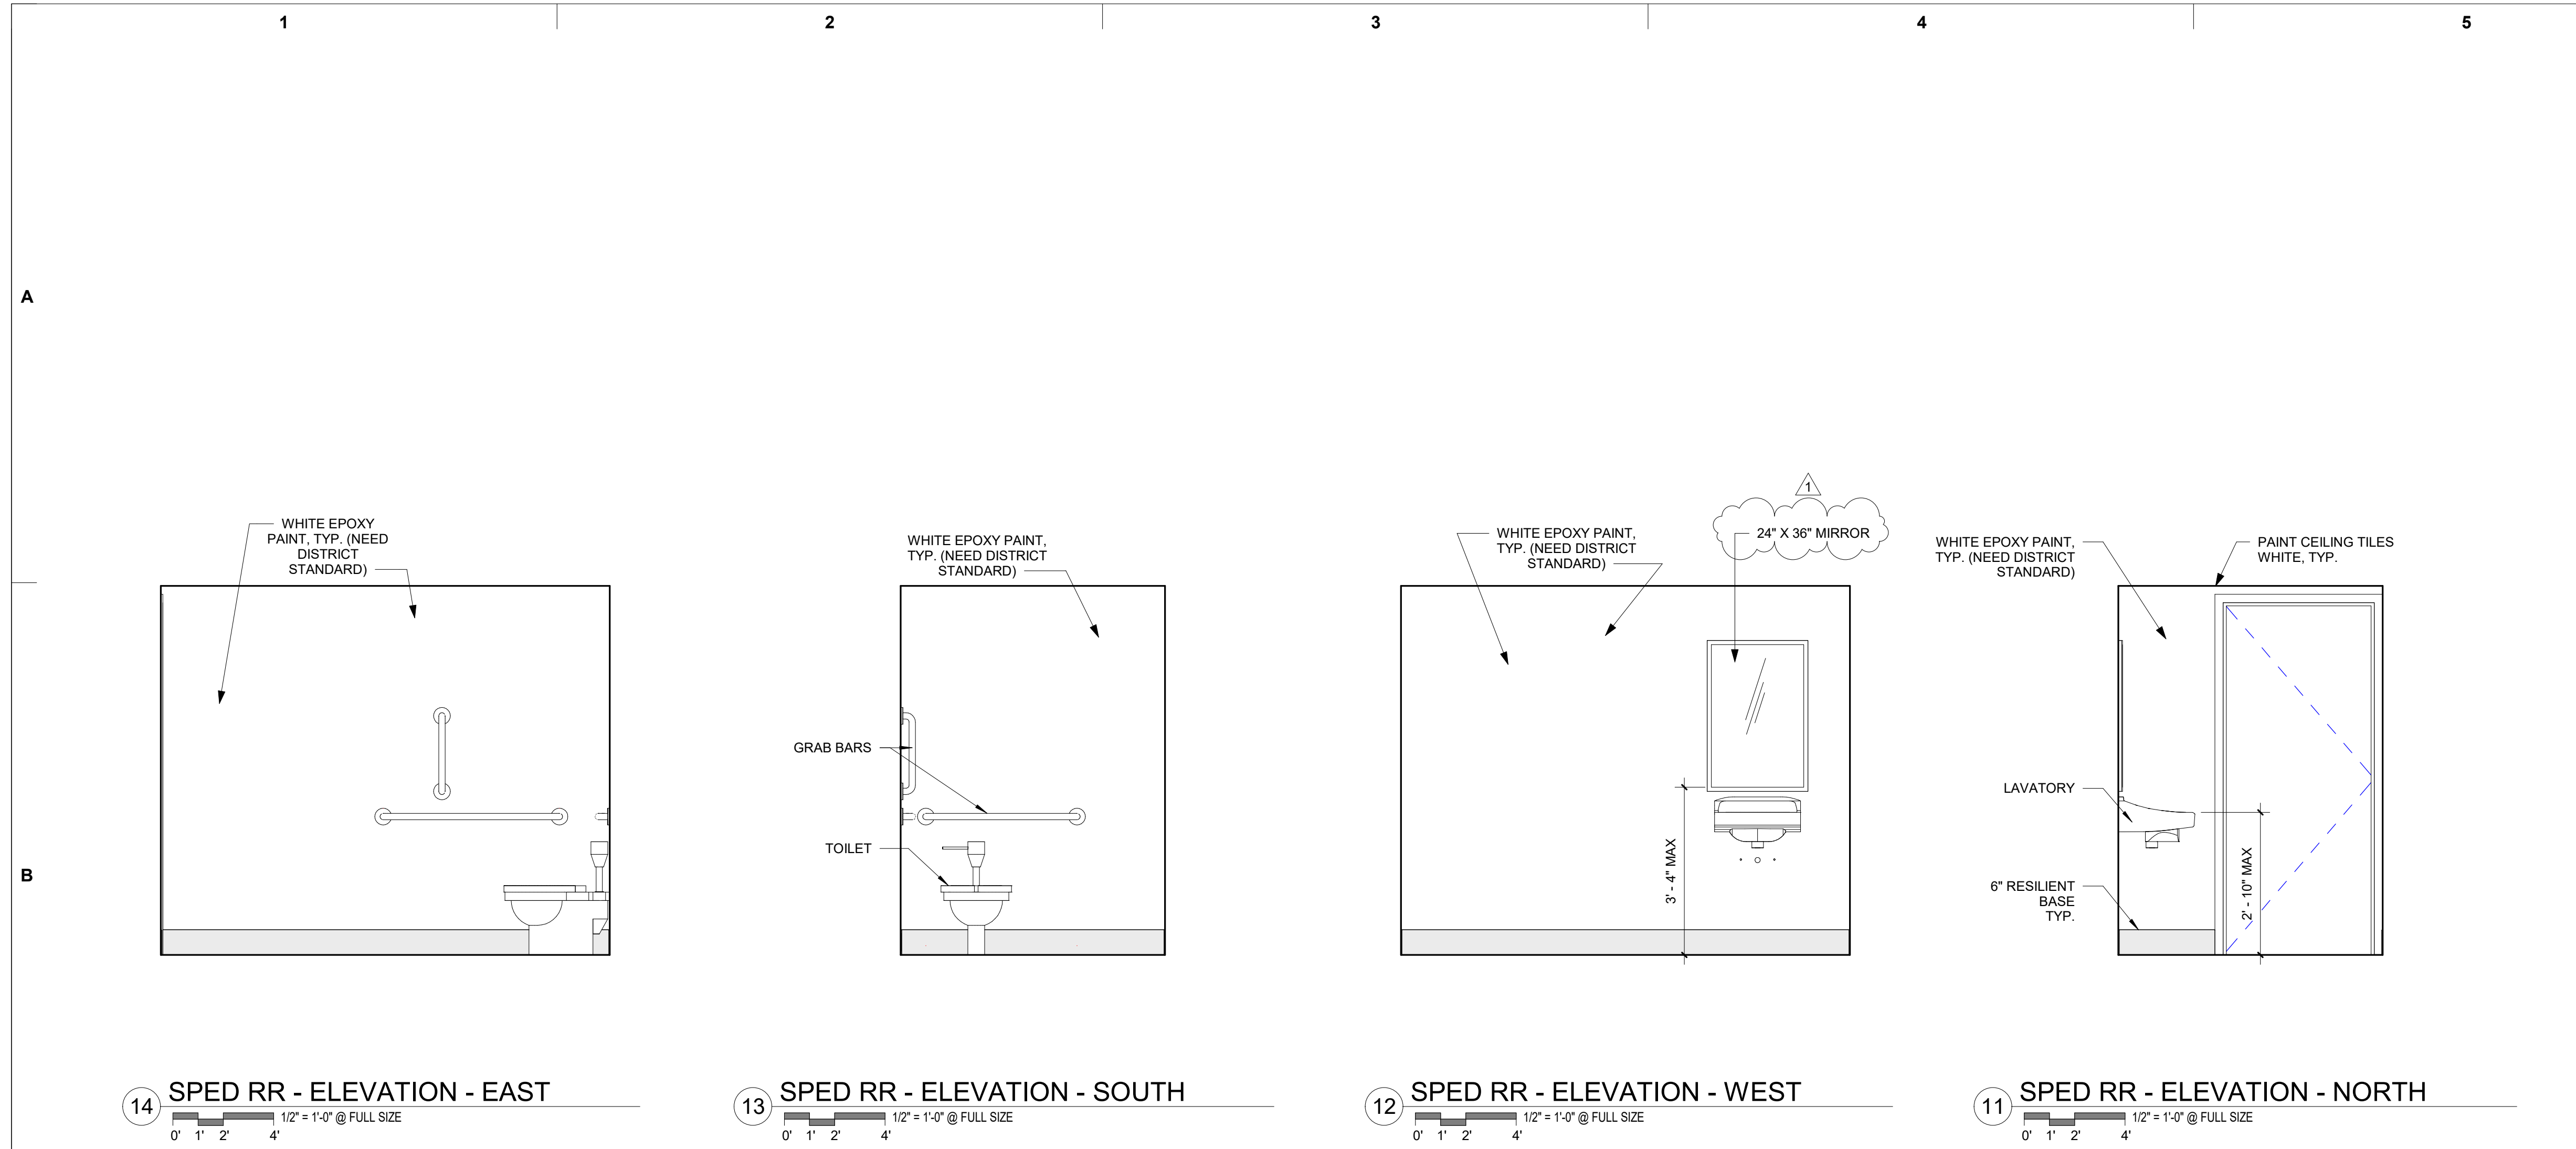 1
2
3
4
5
A
B
WHITE EPOXY
PAINT, TYP. (NEED
DISTRICT
STANDARD)
14
SPED RR - ELEVATION - EAST
1/2" = 1'-0" @ FULL SIZE
0' 1' 2' 4'
WHITE EPOXY PAINT,
TYP. (NEED DISTRICT
STANDARD)
GRAB BARS
TOILET
13
SPED RR - ELEVATION - SOUTH
1/2" = 1'-0" @ FULL SIZE
0' 1' 2' 4'
WHITE EPOXY PAINT,
TYP. (NEED DISTRICT
STANDARD)
1
24" X 36" MIRROR
3' - 4" MAX
12
SPED RR - ELEVATION - WEST
1/2" = 1'-0" @ FULL SIZE
0' 1' 2' 4'
WHITE EPOXY PAINT,
TYP. (NEED DISTRICT
STANDARD)
PAINT CEILING TILES
WHITE, TYP.
LAVATORY
6" RESILIENT
BASE
TYP.
2' - 10" MAX
11
SPED RR - ELEVATION - NORTH
1/2" = 1'-0" @ FULL SIZE
0' 1' 2' 4'